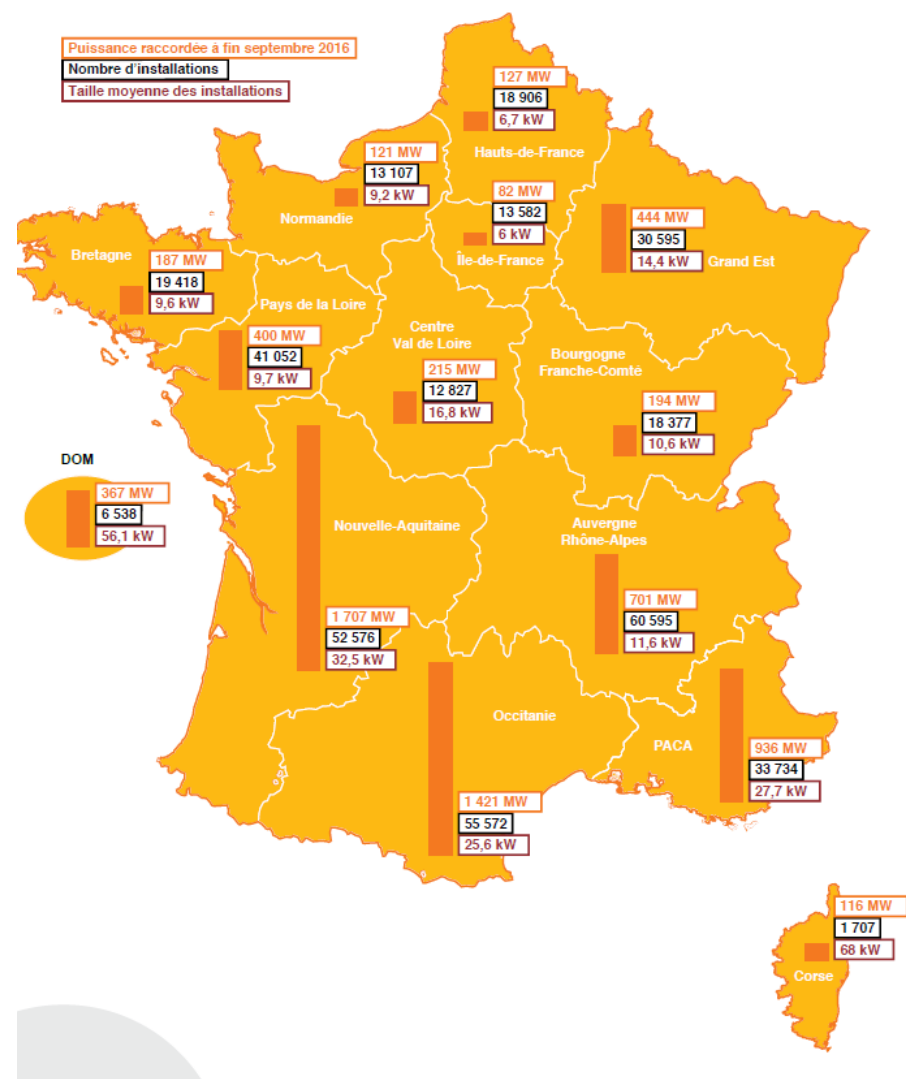 Puissance raccordée à fin septembre 2016
Nombre d'installations
Taille moyenne des installations
127 MW
18 906
6,7 kW
Hauts-de-France
121 MW
13 107
9,2 kW
Normandie
82 MW
13 582
6 kW
Île-de-France
444 MW
30 595
14,4 kW
Grand Est
Bretagne
187 MW
19 418
9,6 kW
Pays de la Loire
400 MW
41 052
9,7 kW
Centre
Val de Loire
215 MW
12 827
16,8 kW
Bourgogne
Franche-Comté
194 MW
18 377
10,6 kW
DOM
367 MW
6 538
56,1 kW
Nouvelle-Aquitaine
1 707 MW
52 576
32,5 kW
Auvergne
Rhône-Alpes
701 MW
60 595
11,6 kW
Occitanie
1 421 MW
55 572
25,6 kW
PACA
936 MW
33 734
27,7 kW
116 MW
1 707
68 kW
Corse